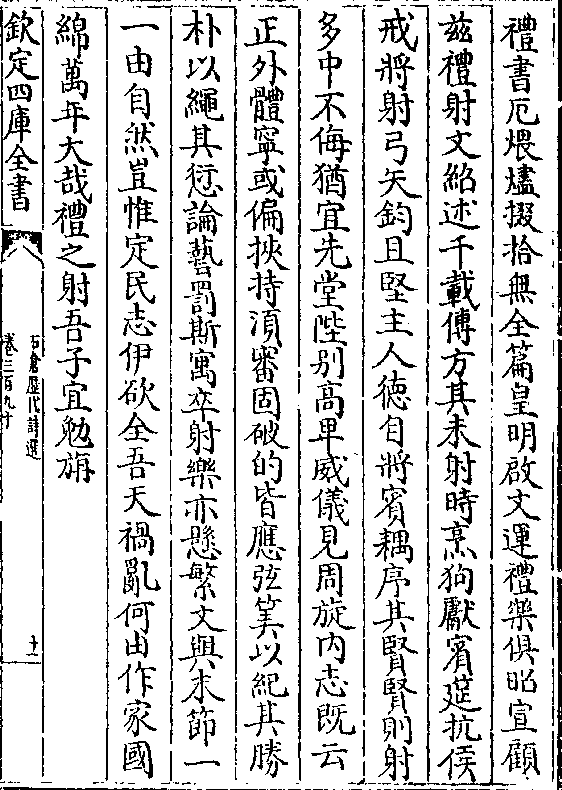 禮書厄煨燼掇拾無全篇皇明啟文運禮樂俱昭宣顧
兹禮射文紹述千載傳方其未射時烹狗獻賓筵抗侯
戒將射弓矢鈞且堅主人徳自將賓耦序其賢賢則射
多中不侮猶宜先堂陛别高卑威儀見周旋内志既云
正外體寧或偏挾持湏審固破的皆應弦筭以紀其勝
朴以繩其愆論藝罰斯寓卒射樂亦懸繁文與末節一
一由自然豈惟定民志伊欲全吾天禍亂何由作家國
綿萬年大哉禮之射吾子宜勉旃
欽定四庫全書
石倉歴代詩選
卷三百九十
十一